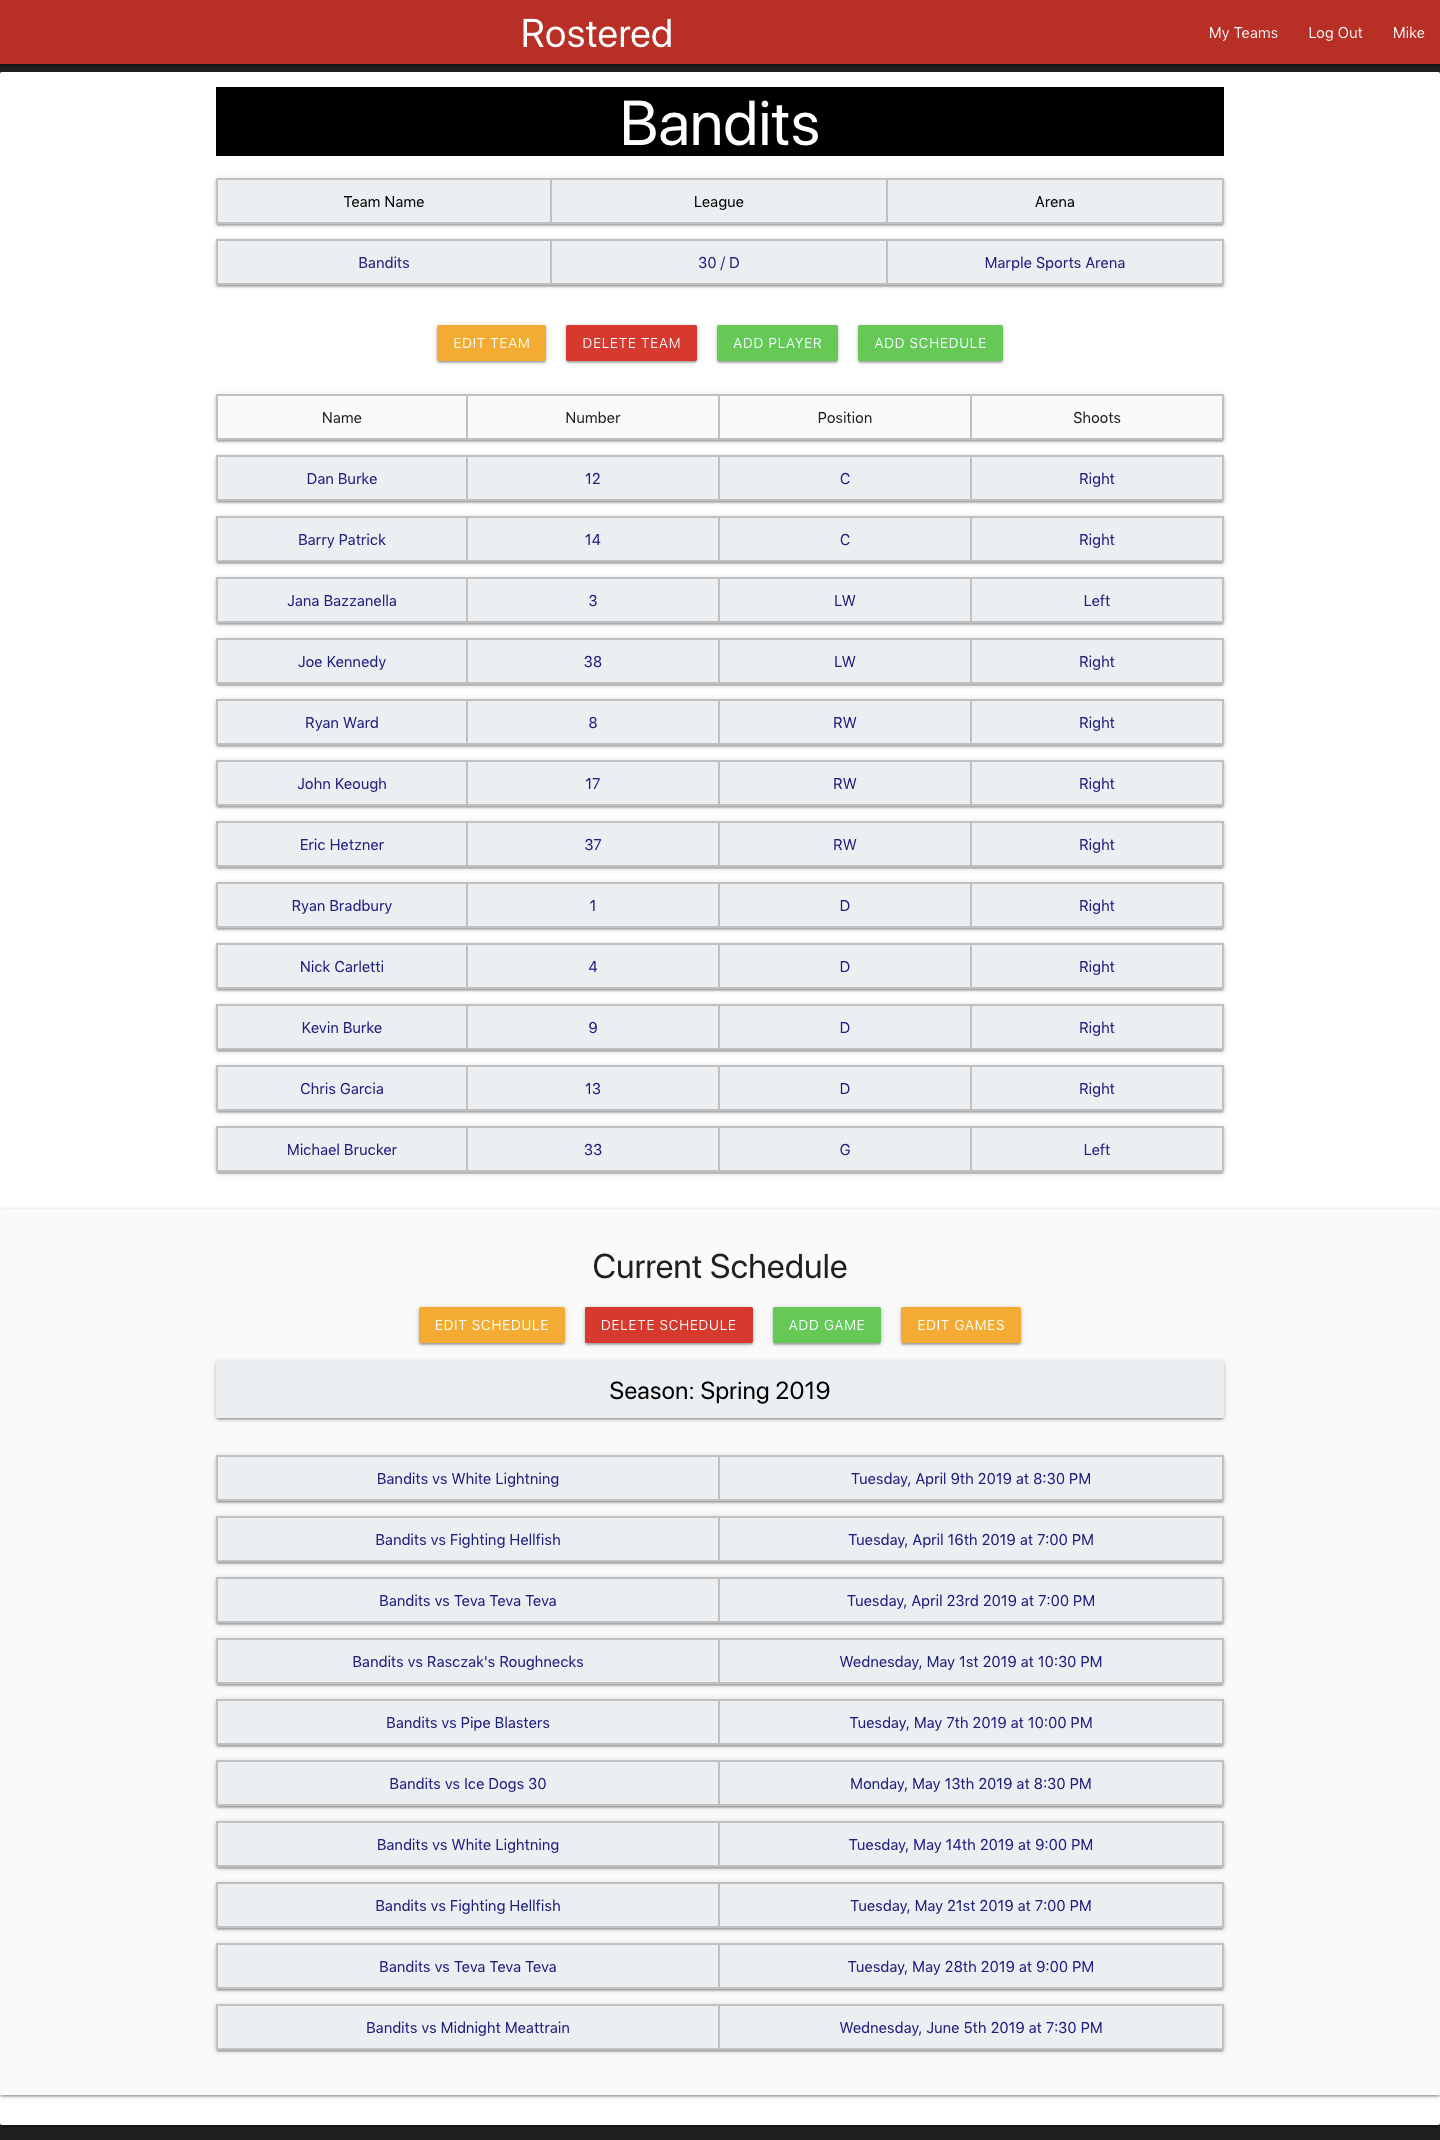 Rostered My Teams Log Out Mike
Bandits
Team Name League Arena
Bandits 30 / D Marple Sports Arena
EDIT TEAM DELETE TEAM ADD PLAYER ADD SCHEDULE
Name Number Position Shoots
Dan Burke 12 C Right
Barry Patrick 14 C Right
Jana Bazzanella 3 LW Left
Joe Kennedy 38 LW Right
Ryan Ward 8 RW Right
John Keough 17 RW Right
Eric Hetzner 37 RW Right
Ryan Bradbury 1 D Right
Nick Carletti 4 D Right
Kevin Burke 9 D Right
Chris Garcia 13 D Right
Michael Brucker 33 G Left
Current Schedule
EDIT SCHEDULE DELETE SCHEDULE ADD GAME EDIT GAMES
Season: Spring 2019
Bandits vs White Lightning Tuesday, April 9th 2019 at 8:30 PM
Bandits vs Fighting Hellfish Tuesday, April 16th 2019 at 7:00 PM
Bandits vs Teva Teva Teva Tuesday, April 23rd 2019 at 7:00 PM
Bandits vs Rasczak's Roughnecks Wednesday, May 1st 2019 at 10:30 PM
Bandits vs Pipe Blasters Tuesday, May 7th 2019 at 10:00 PM
Bandits vs Ice Dogs 30 Monday, May 13th 2019 at 8:30 PM
Bandits vs White Lightning Tuesday, May 14th 2019 at 9:00 PM
Bandits vs Fighting Hellfish Tuesday, May 21st 2019 at 7:00 PM
Bandits vs Teva Teva Teva Tuesday, May 28th 2019 at 9:00 PM
Bandits vs Midnight Meattrain Wednesday, June 5th 2019 at 7:30 PM